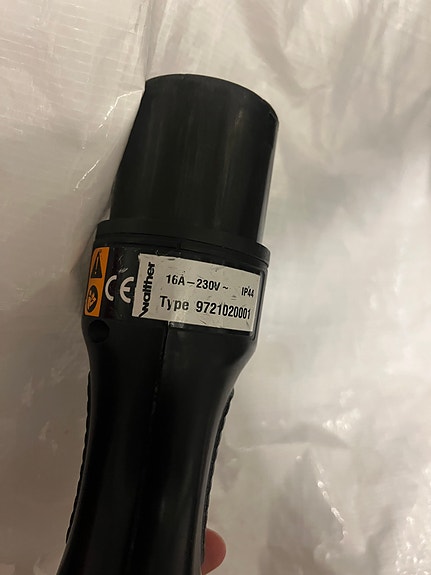 CE
walther
16A – 230V ~ IP44
Type 9721020001